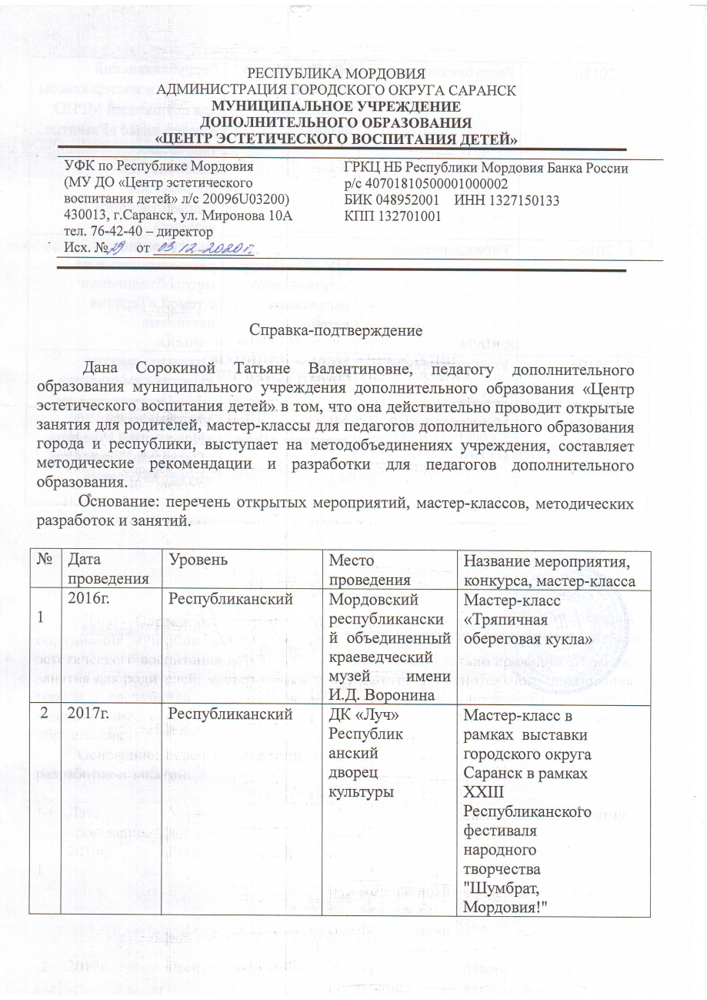 РЕСПУБЛИКА МОРДОВИЯ
АДМИНИСТРАЦИЯ ГОРОДСКОГО ОКРУГА САРАНСК
МУНИЦИПАЛЬНОЕ УЧРЕЖДЕНИЕ
ДОПОЛНИТЕЛЬНОГО ОБРАЗОВАНИЯ
«ЦЕНТР ЭСТЕТИЧЕСКОГО ВОСПИТАНИЯ ДЕТЕЙ»
УФК по Республике Мордовия
(МУ ДО «Центр эстетического
воспитания детей» л/с 20096U03200)
430013, г.Саранск, ул. Миронова 10А
тел. 76-42-40 – директор
Исх. № 29 от 03.12.2020г.
ГРКЦ НБ Республики Мордовия Банка России
р/с 40701810500001000002
БИК 048952001 ИНН 1327150133
КПП 132701001
Справка-подтверждение
Дана Сорокиной Татьяне Валентиновне, педагогу дополнительного
образования муниципального учреждения дополнительного образования «Центр
эстетического воспитания детей» в том, что она действительно проводит открытые
занятия для родителей, мастер-классы для педагогов дополнительного образования
города и республики, выступает на методобъединениях учреждения, составляет
методические рекомендации и разработки для педагогов дополнительного
образования.
Основание: перечень открытых мероприятий, мастер-классов, методических
разработок и занятий.
№ Дата Уровень Место Название мероприятия,
проведения проведения конкурса, мастер-класса
1 2016г. Республиканский Мордовский Мастер-класс
республикански «Тряпичная
й объединенный обереговая кукла»
краеведческий
музей имени
И.Д. Воронина
2 2017г. Республиканский ДК «Луч» Мастер-класс в
Республик рамках выставки
анский городского округа
дворец Саранск в рамках
культуры XXIII
Республиканского
фестиваля
народного
творчества
"Шумбрат,
Мордовия!"